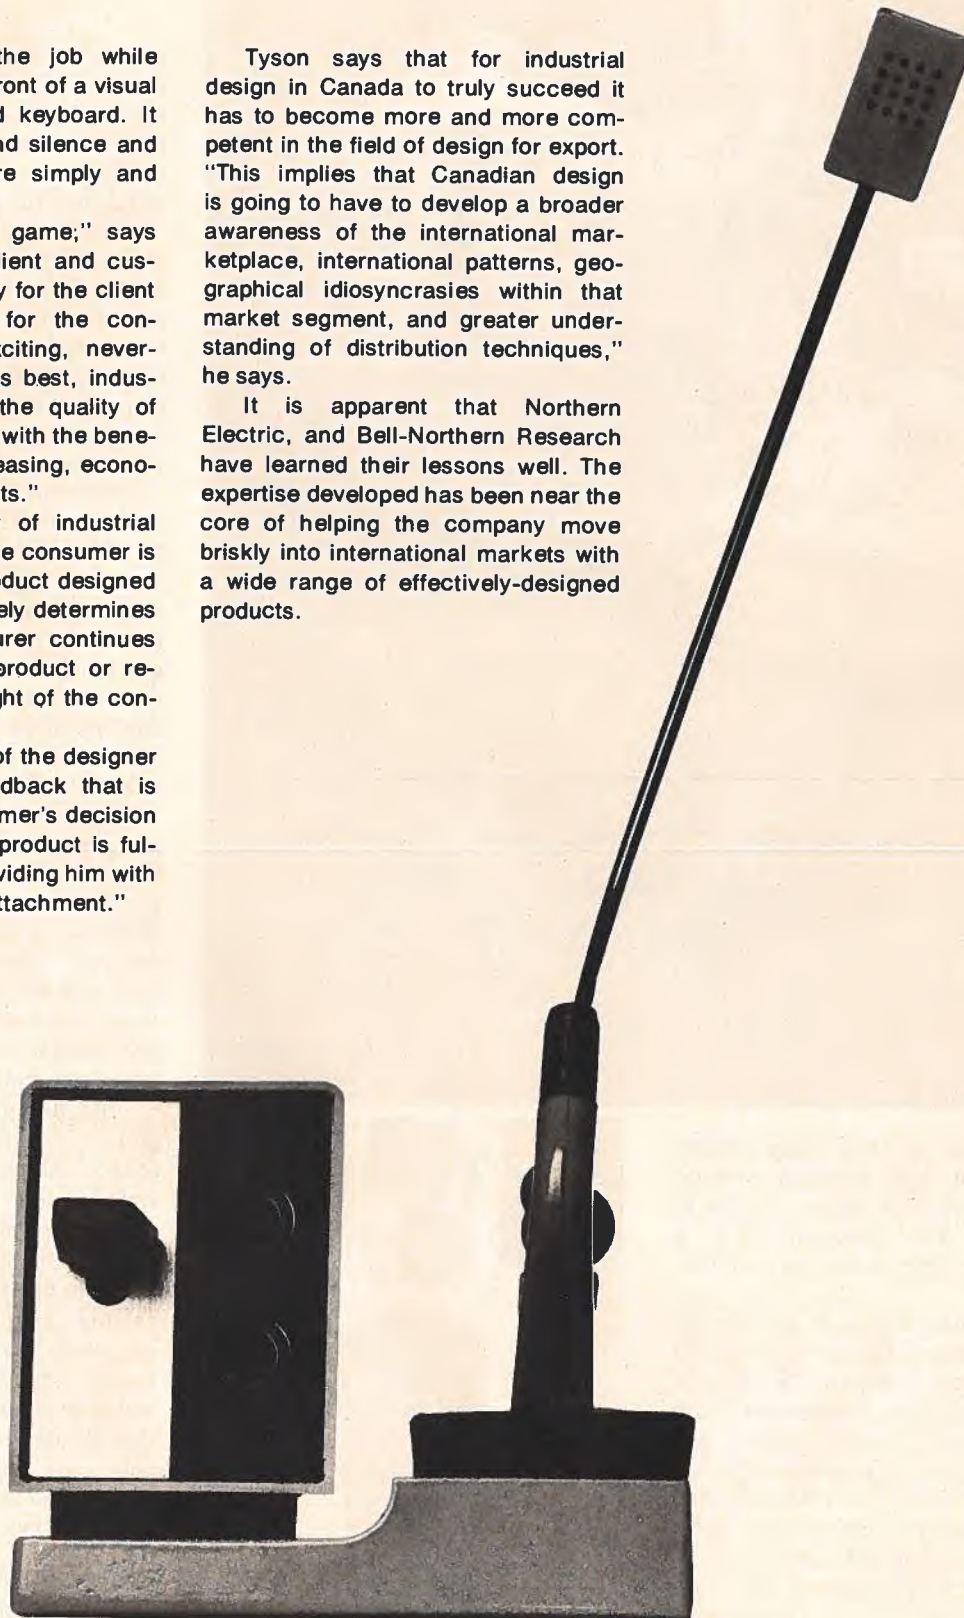 the job while
ront of a visual
d keyboard. It
nd silence and
re simply and
game;" says
lient and cus-
y for the client
for the con-
xciting, never-
s best, indus-
the quality of
with the bene-
easing, econo-
ts."
of industrial
e consumer is
oduct designed
ely determines
urer continues
product or re-
ght of the con-
of the designer
dback that is
mer's decision
product is ful-
viding him with
ttachment."
Tyson says that for industrial
design in Canada to truly succeed it
has to become more and more com-
petent in the field of design for export.
"This implies that Canadian design
is going to have to develop a broader
awareness of the international mar-
ketplace, international patterns, geo-
graphical idiosyncrasies within that
market segment, and greater under-
standing of distribution techniques,"
he says.
It is apparent that Northern
Electric, and Bell-Northern Research
have learned their lessons well. The
expertise developed has been near the
core of helping the company move
briskly into international markets with
a wide range of effectively-designed
products.